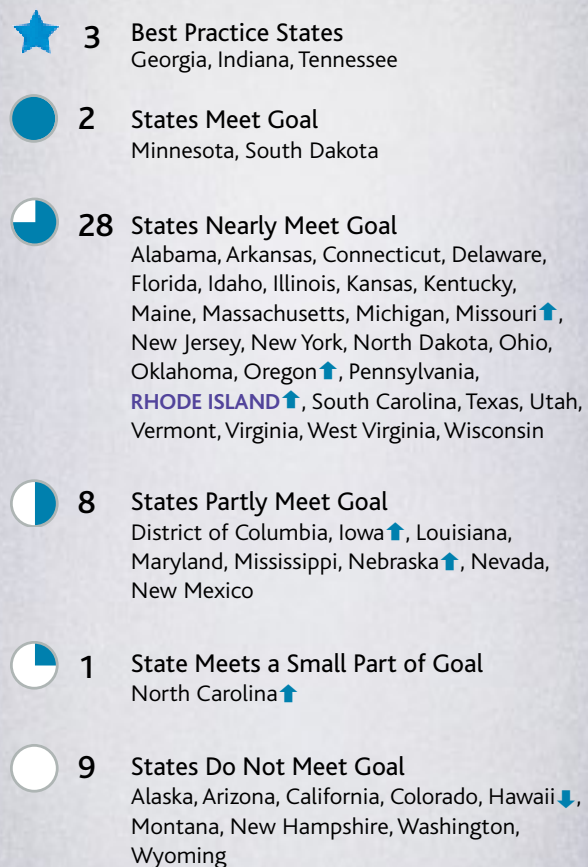 3 Best Practice States
Georgia, Indiana, Tennessee
2 States Meet Goal
Minnesota, South Dakota
28 States Nearly Meet Goal
Alabama, Arkansas, Connecticut, Delaware,
Florida, Idaho, Illinois, Kansas, Kentucky,
Maine, Massachusetts, Michigan, Missouri⬆,
New Jersey, New York, North Dakota, Ohio,
Oklahoma, Oregon⬆, Pennsylvania,
RHODE ISLAND⬆, South Carolina, Texas, Utah,
Vermont, Virginia, West Virginia, Wisconsin
8 States Partly Meet Goal
District of Columbia, Iowa⬆, Louisiana,
Maryland, Mississippi, Nebraska⬆, Nevada,
New Mexico
1 State Meets a Small Part of Goal
North Carolina⬆
9 States Do Not Meet Goal
Alaska, Arizona, California, Colorado, Hawaii⬇,
Montana, New Hampshire, Washington,
Wyoming